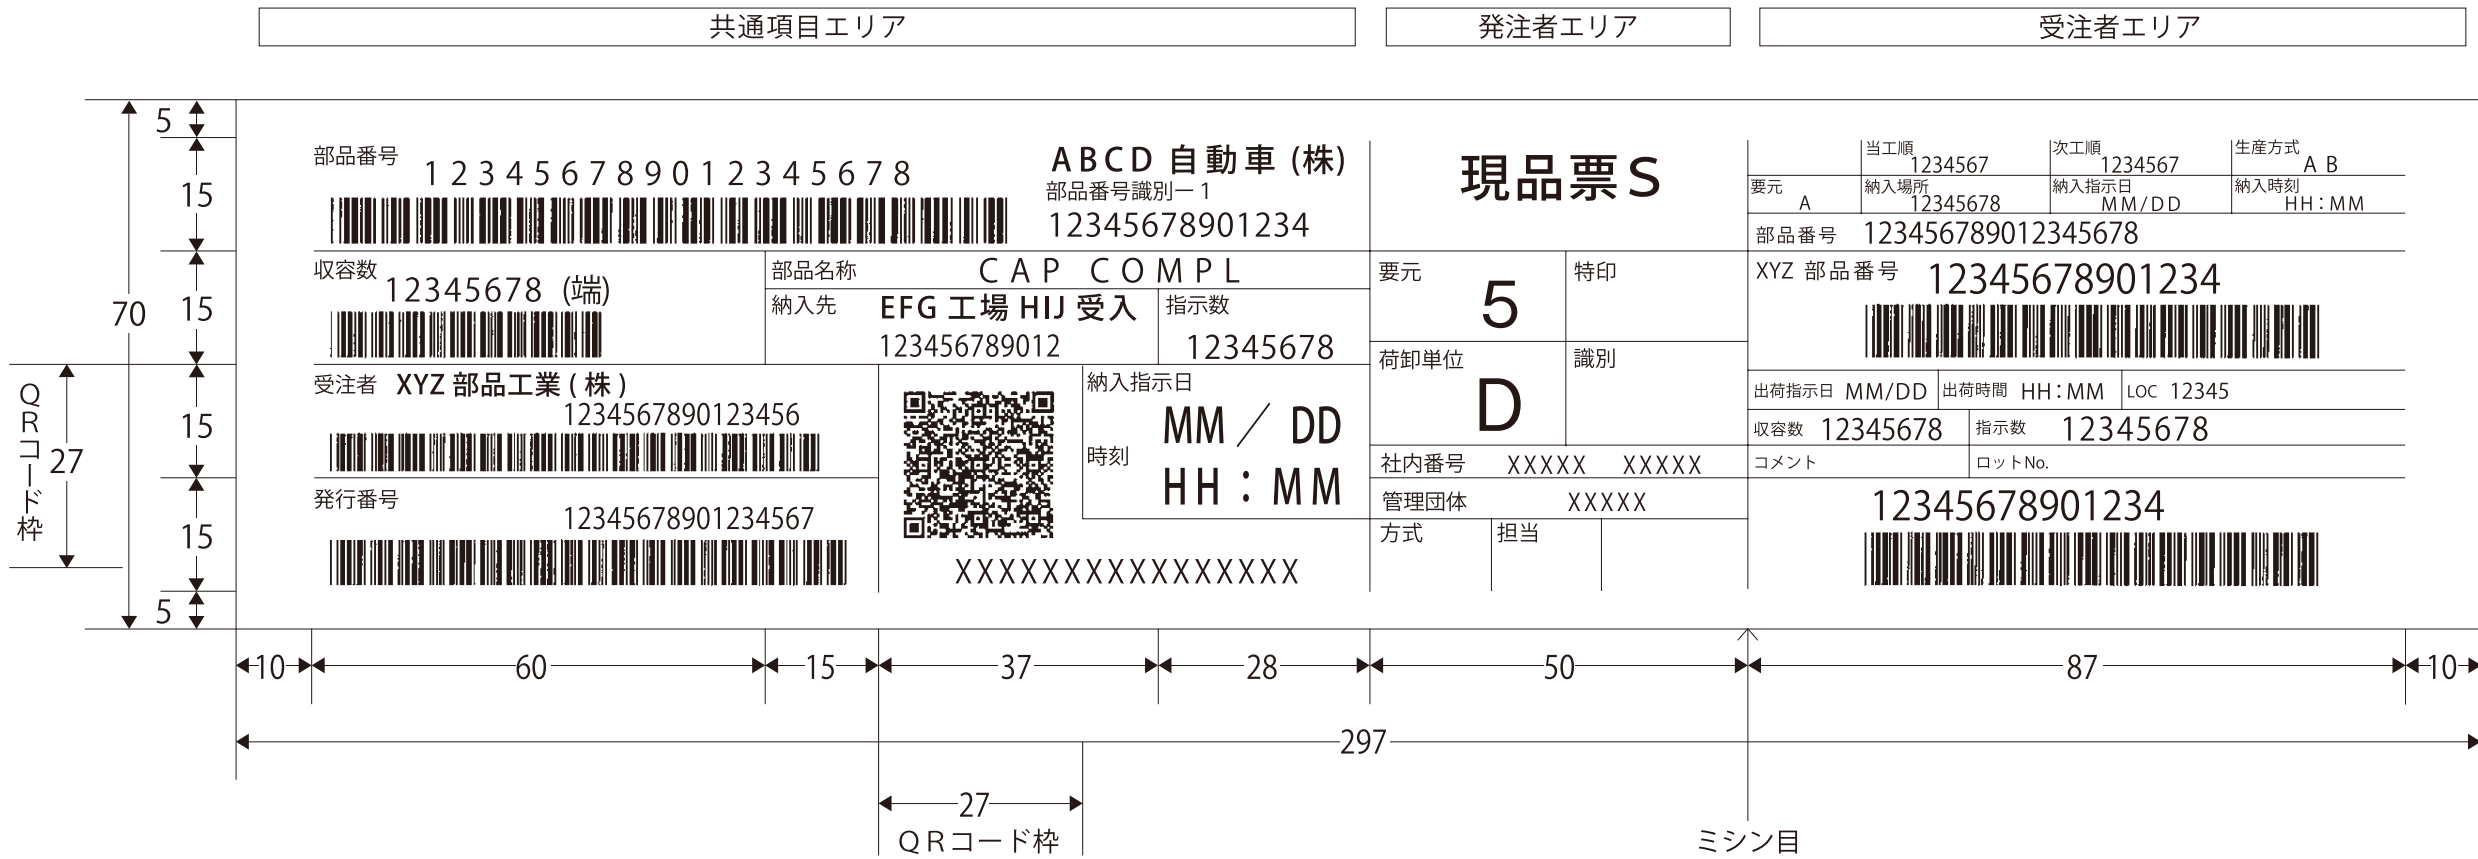 共通項目エリア 発注者エリア 受注者エリア
5
15
15
70
15
15
5
QRコード枠
27
部品番号
123456789012345678
ABCD 自動車 (株)
部品番号識別ー1
12345678901234
収容数
12345678 (端)
部品名称 CAP COMPL
納入先 EFG 工場 HIJ 受入
123456789012
指示数
12345678
受注者 XYZ 部品工業 (株)
1234567890123456
発行番号
12345678901234567
納入指示日
MM / DD
時刻
HH : MM
XXXXXXXXXXXXXXXX
現品票S
要元
5
特印
荷卸単位
D
識別
社内番号 XXXXX XXXXX
管理団体 XXXXX
方式 担当
当工順 1234567
次工順 1234567
生産方式 A B
要元 A
納入場所 12345678
納入指示日 MM/DD
納入時刻 HH:MM
部品番号 123456789012345678
XYZ 部品番号 12345678901234
出荷指示日 MM/DD 出荷時間 HH:MM LOC 12345
収容数 12345678 指示数 12345678
コメント ロットNo.
12345678901234
10 60 15 37 28 50 87 10
297
27
QRコード枠
ミシン目